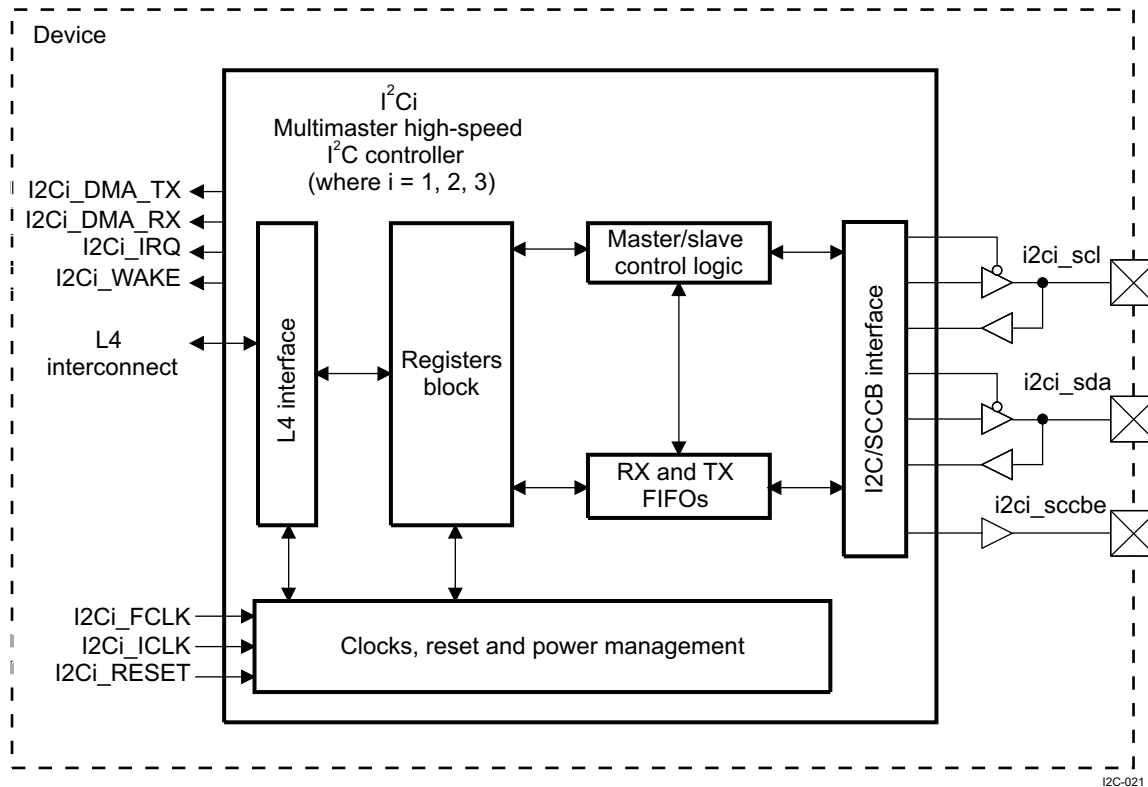 Device
I²Ci
Multimaster high-speed
I²C controller
(where i = 1, 2, 3)
I2Ci_DMA_TX
I2Ci_DMA_RX
I2Ci_IRQ
I2Ci_WAKE
L4
interconnect
L4 interface
Registers
block
Master/slave
control logic
RX and TX
FIFOs
I2C/SCCB interface
i2ci_scl
i2ci_sda
i2ci_sccbe
I2Ci_FCLK
I2Ci_ICLK
I2Ci_RESET
Clocks, reset and power management
I2C-021